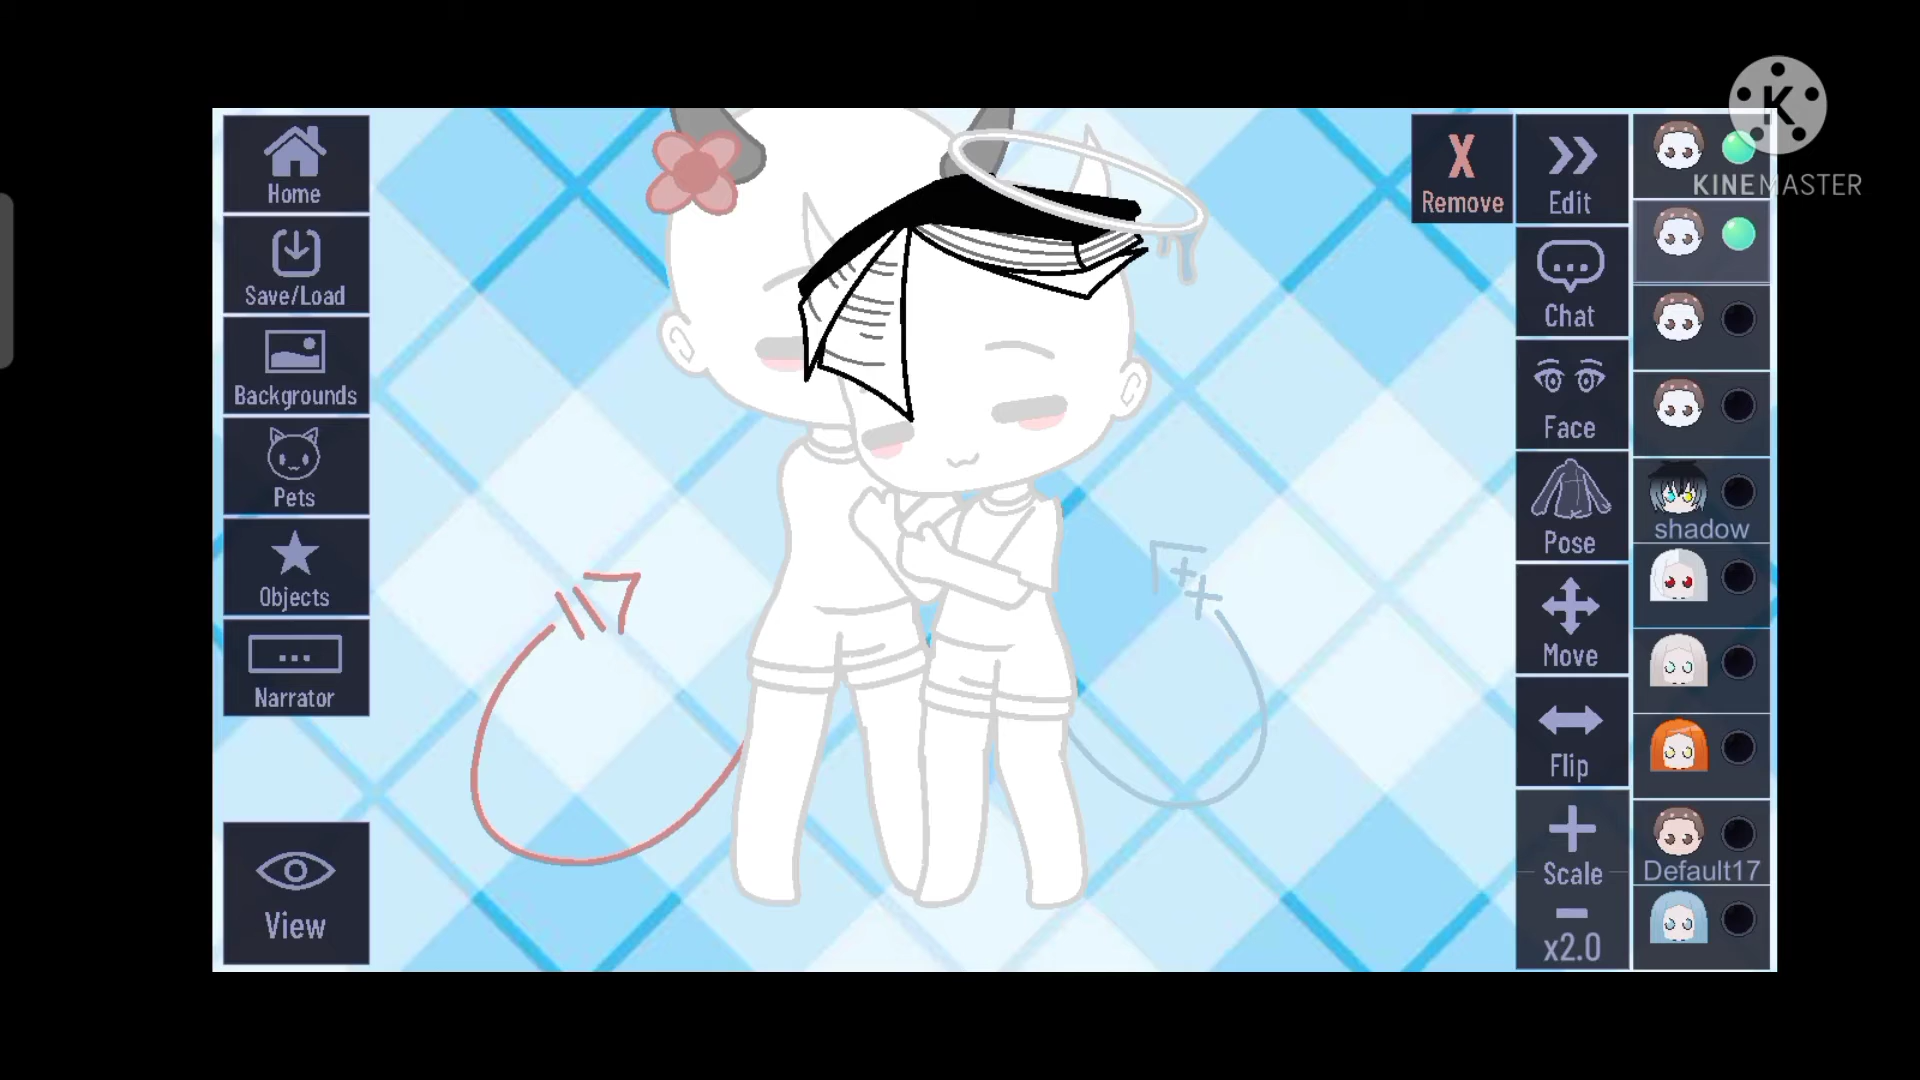 Home
Save/Load
Backgrounds
Pets
Objects
Narrator
View
X
Remove
Edit
Chat
Face
Pose
Move
Flip
Scale
x2.0
K
KINEMASTER
shadow
Default17